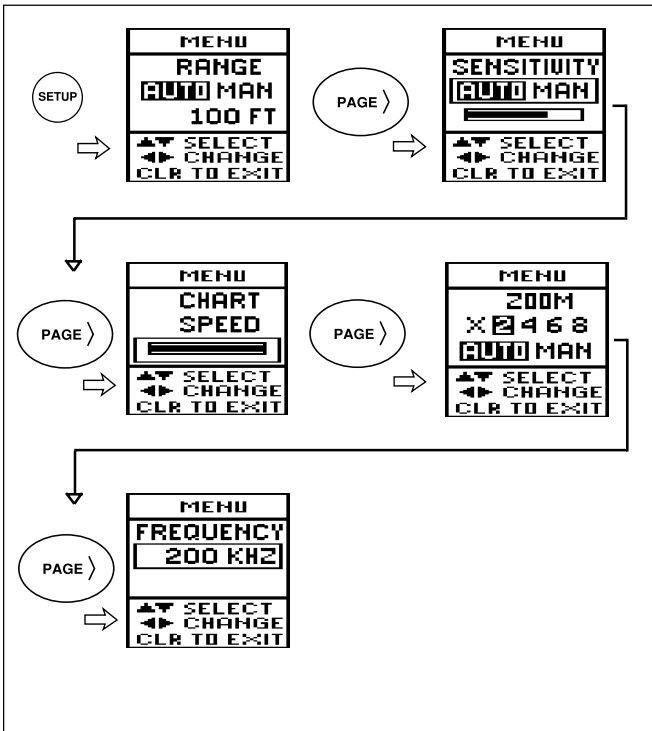 SETUP
MENU
RANGE
AUTO MAN
100 FT
▲▼ SELECT
◀▶ CHANGE
CLR TO EXIT
PAGE 〉
MENU
SENSITIVITY
AUTO MAN
▲▼ SELECT
◀▶ CHANGE
CLR TO EXIT
PAGE 〉
MENU
CHART
SPEED
▲▼ SELECT
◀▶ CHANGE
CLR TO EXIT
PAGE 〉
MENU
ZOOM
X 2 4 6 8
AUTO MAN
▲▼ SELECT
◀▶ CHANGE
CLR TO EXIT
PAGE 〉
MENU
FREQUENCY
200 KHZ
▲▼ SELECT
◀▶ CHANGE
CLR TO EXIT